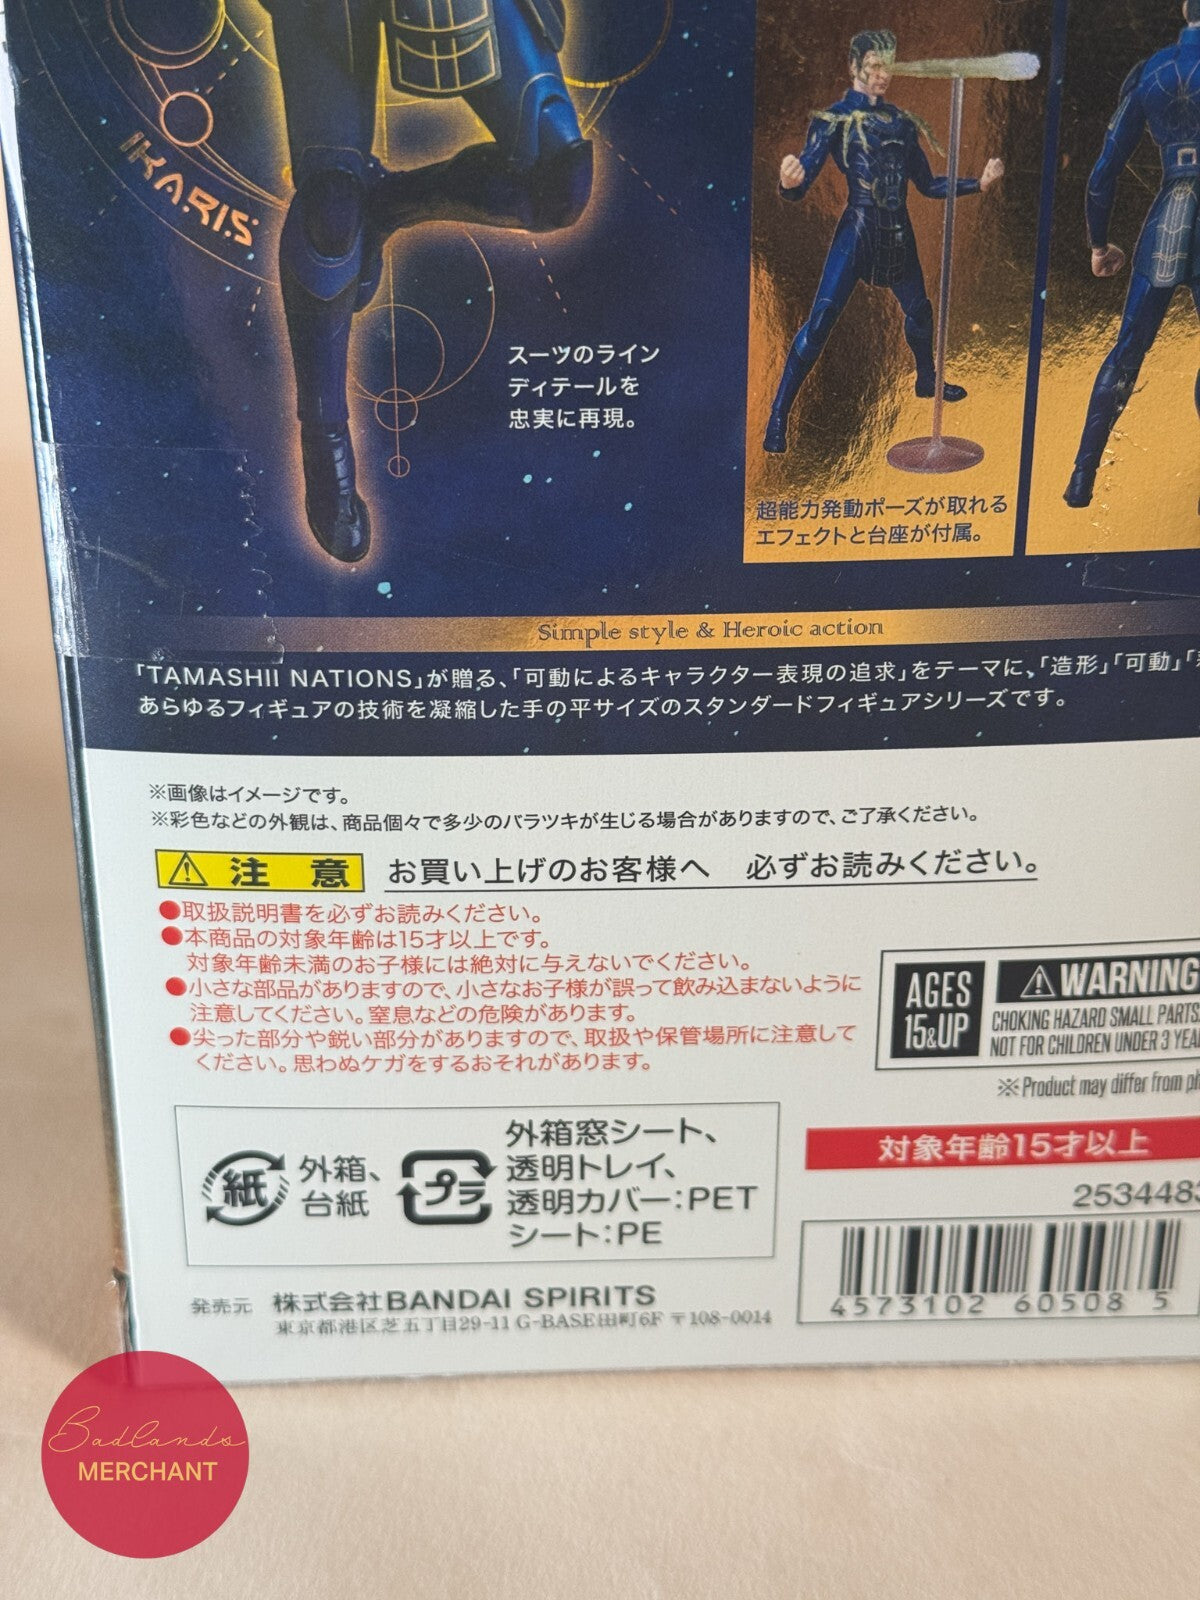 IKARIS
スーツのライン
ディテールを
忠実に再現。
超能力発動ポーズが取れる
エフェクトと台座が付属。
Simple style & Heroic action
「TAMASHII NATIONS」が贈る、「可動によるキャラクター表現の追求」をテーマに、「造形」「可動」「
あらゆるフィギュアの技術を凝縮した手の平サイズのスタンダードフィギュアシリーズです。
※画像はイメージです。
※彩色などの外観は、商品個々で多少のバラツキが生じる場合がありますので、ご了承ください。
注意 お買い上げのお客様へ 必ずお読みください。
●取扱説明書を必ずお読みください。
●本商品の対象年齢は15才以上です。
対象年齢未満のお子様には絶対に与えないでください。
●小さな部品がありますので、小さなお子様が誤って飲み込まないように
注意してください。窒息などの危険があります。
●尖った部分や鋭い部分がありますので、取扱や保管場所に注意して
ください。思わぬケガをするおそれがあります。
AGES
15&UP
WARNING
CHOKING HAZARD SMALL PARTS.
NOT FOR CHILDREN UNDER 3 YEA
※Product may differ from ph
紙 外箱、
台紙
プラ 外箱窓シート、
透明トレイ、
透明カバー:PET
シート:PE
対象年齢15才以上
2534483
4573102 60508 5
発売元 株式会社BANDAI SPIRITS
東京都港区芝五丁目29-11 G-BASE田町6F 〒108-0014
Badlands
MERCHANT